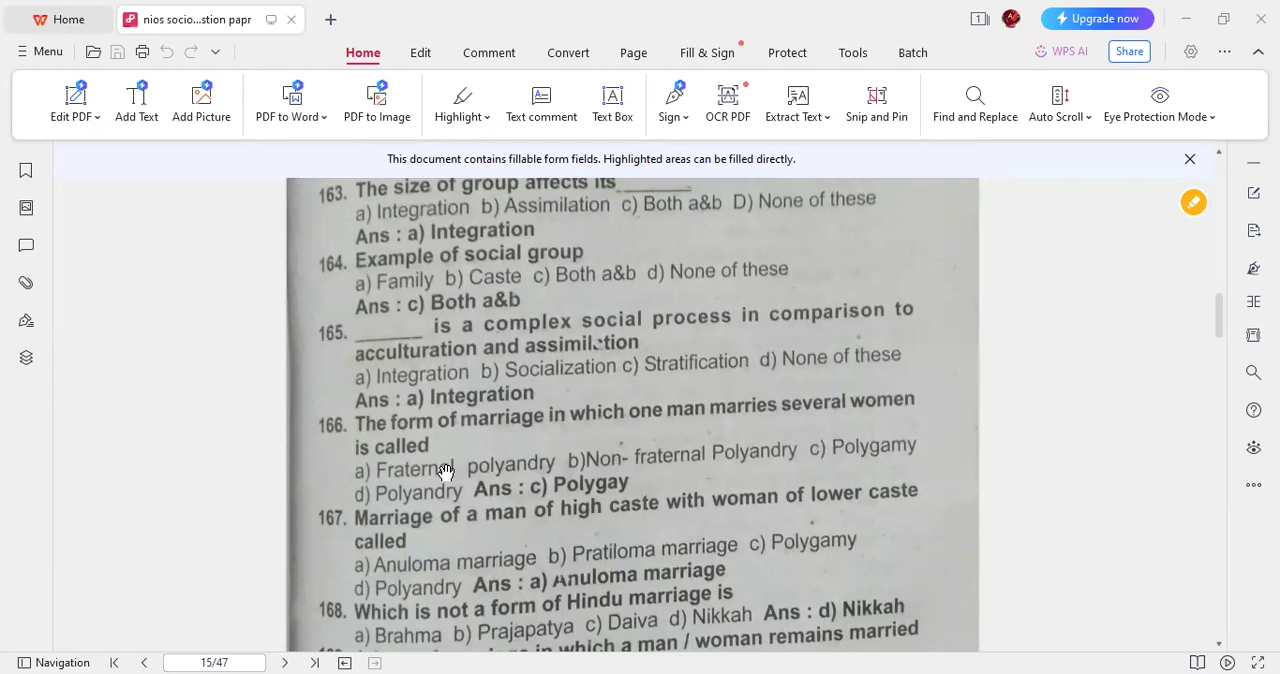 Home
nios socio...stion papr
1
Upgrade now
Menu
Home Edit Comment Convert Page Fill & Sign Protect Tools Batch
WPS AI
Share
Edit PDF Add Text Add Picture PDF to Word PDF to Image Highlight Text comment Text Box Sign OCR PDF Extract Text Snip and Pin Find and Replace Auto Scroll Eye Protection Mode
This document contains fillable form fields. Highlighted areas can be filled directly.
163. The size of group affects its________
a) Integration b) Assimilation c) Both a&b D) None of these
Ans : a) Integration
164. Example of social group
a) Family b) Caste c) Both a&b d) None of these
Ans : c) Both a&b
165. _______ is a complex social process in comparison to
acculturation and assimilation
a) Integration b) Socialization c) Stratification d) None of these
Ans : a) Integration
166. The form of marriage in which one man marries several women
is called
a) Fraternal polyandry b)Non- fraternal Polyandry c) Polygamy
d) Polyandry Ans : c) Polygay
167. Marriage of a man of high caste with woman of lower caste
called
a) Anuloma marriage b) Pratiloma marriage c) Polygamy
d) Polyandry Ans : a) Anuloma marriage
168. Which is not a form of Hindu marriage is
a) Brahma b) Prajapatya c) Daiva d) Nikkah Ans : d) Nikkah
in which a man / woman remains married
Navigation
15/47